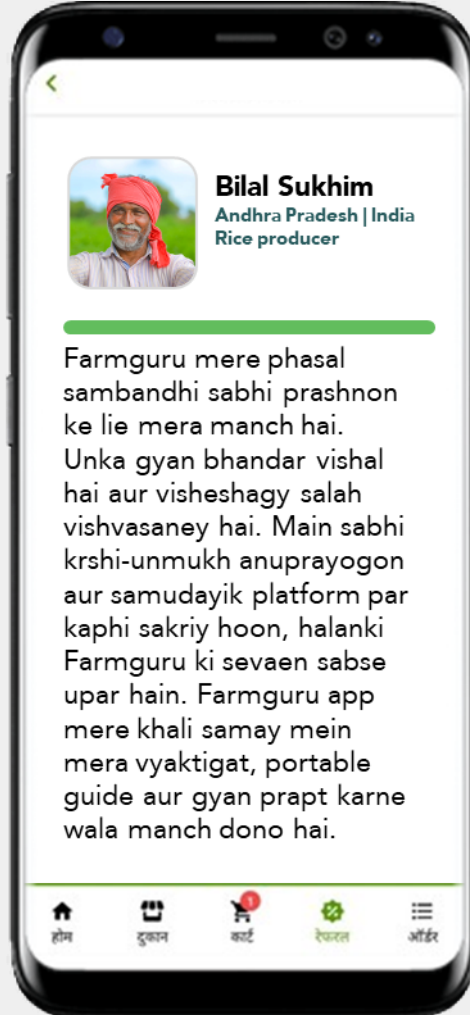 Bilal Sukhim
Andhra Pradesh | India
Rice producer
Farmguru mere phasal
sambandhi sabhi prashnon
ke lie mera manch hai.
Unka gyan bhandar vishal
hai aur visheshagy salah
vishvasaney hai. Main sabhi
krshi-unmukh anuprayogon
aur samudayik platform par
kaphi sakriy hoon, halanki
Farmguru ki sevaen sabse
upar hain. Farmguru app
mere khali samay mein
mera vyaktigat, portable
guide aur gyan prapt karne
wala manch dono hai.
1
होम दुकान कार्ट रेफरल ऑर्डर